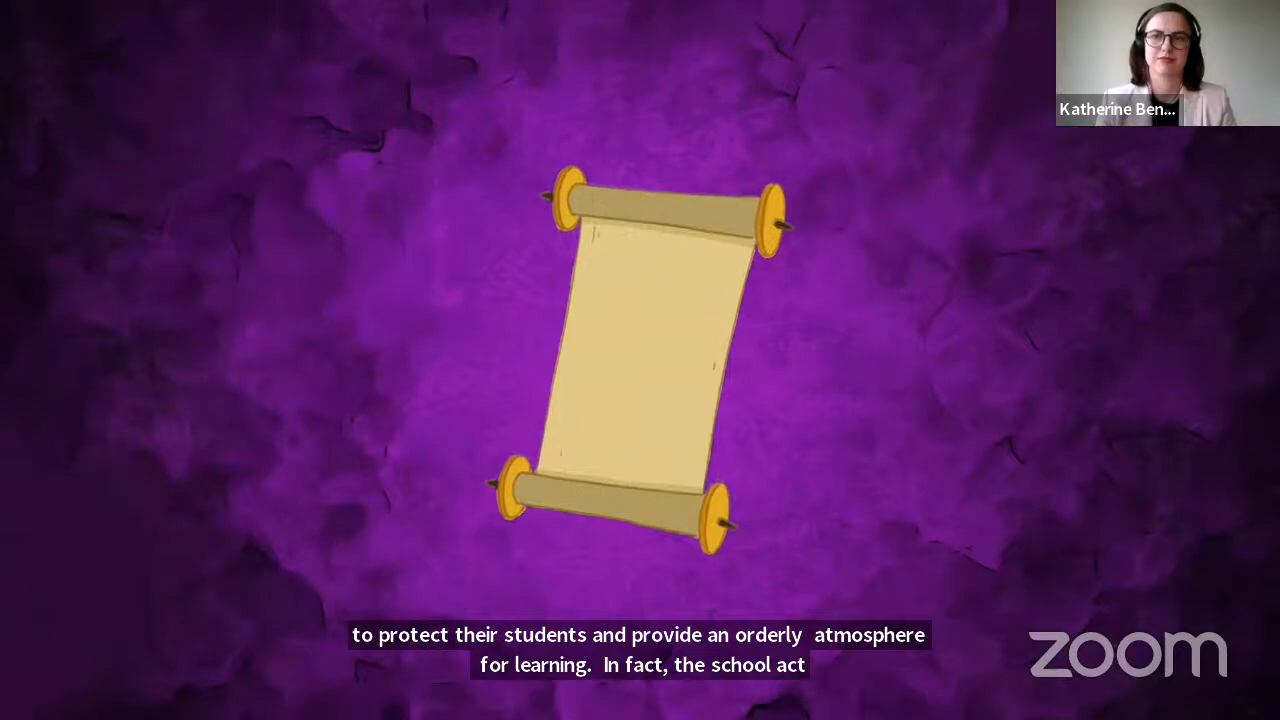 Katherine Ben...
to protect their students and provide an orderly atmosphere
for learning. In fact, the school act
zoom